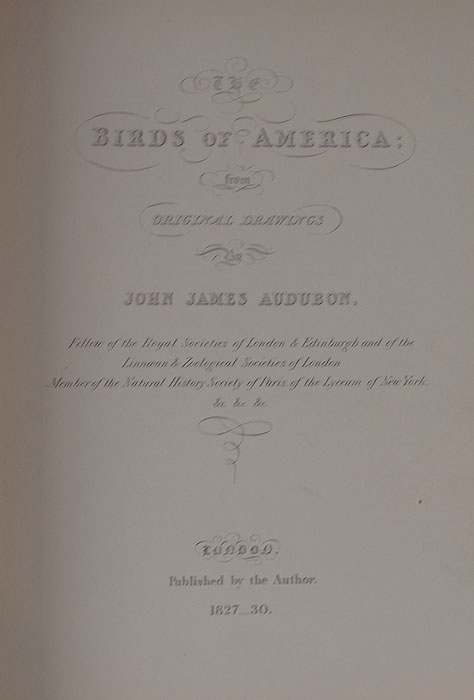 THE
BIRDS OF AMERICA;
from
ORIGINAL DRAWINGS
By
JOHN JAMES AUDUBON,
Fellow of the Royal Societies of London & Edinburgh and of the
Linnæan & Zoological Societies of London
Member of the Natural History Society of Paris, of the Lyceum of New York,
&c. &c. &c.
LONDON.
Published by the Author.
1827_30.